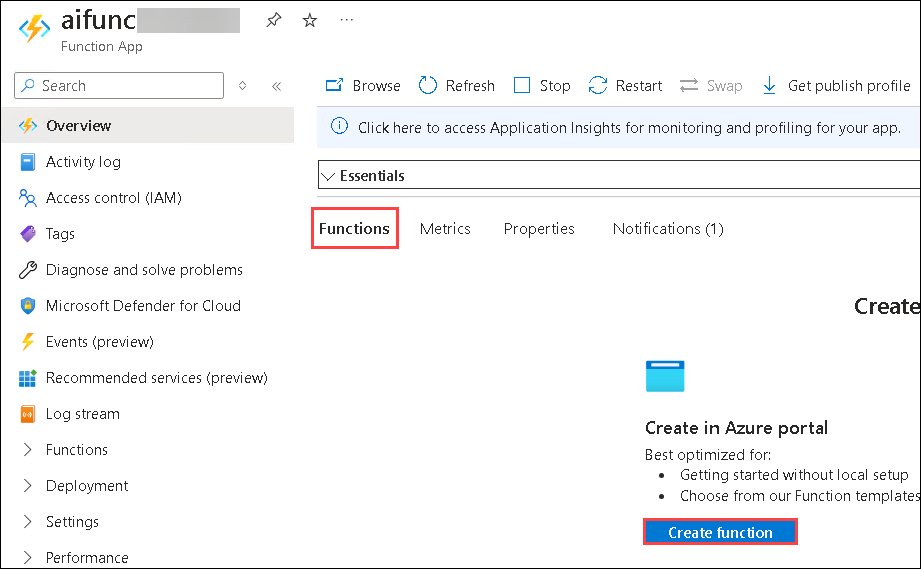 aifunc
Function App
Search
Overview
Activity log
Access control (IAM)
Tags
Diagnose and solve problems
Microsoft Defender for Cloud
Events (preview)
Recommended services (preview)
Log stream
Functions
Deployment
Settings
Performance
Browse Refresh Stop Restart Swap Get publish profile
Click here to access Application Insights for monitoring and profiling for your app.
Essentials
Functions Metrics Properties Notifications (1)
Create
Create in Azure portal
Best optimized for:
• Getting started without local setup
• Choose from our Function templates
Create function